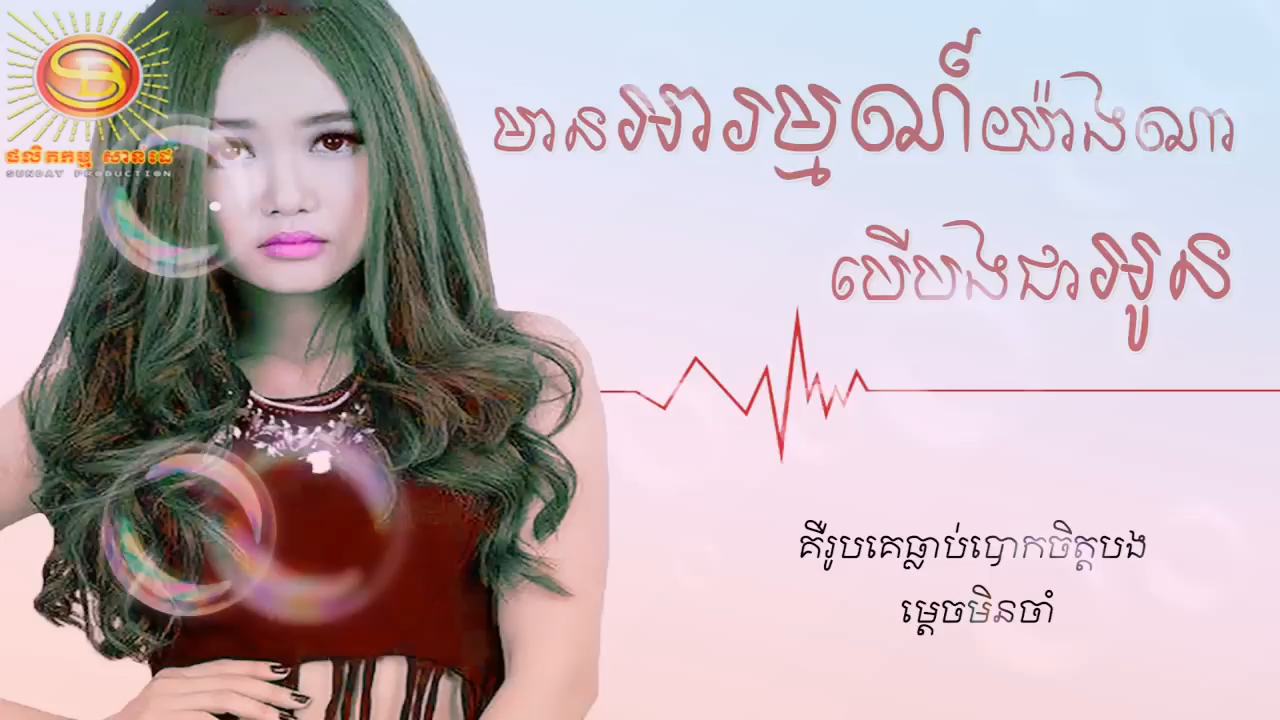 SB
ផលិតកម្ម សាន់ដេ
SUNDAY PRODUCTION
មានអារម្មណ៍យ៉ាងណា
បើបងជាអូន
គឺរូបគេធ្លាប់បោកចិត្តបង
ម្ដេចមិនចាំ